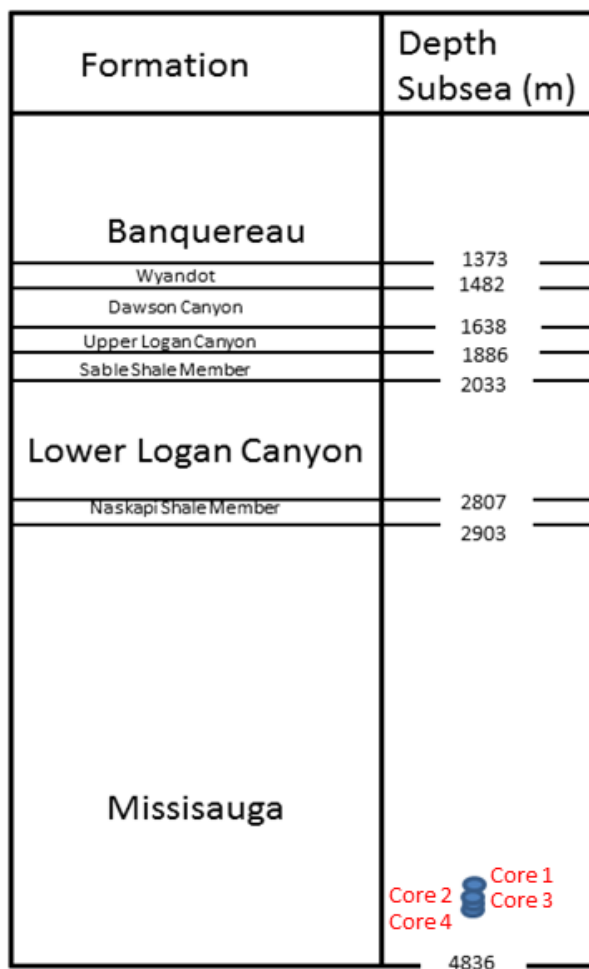 Formation
Depth
Subsea (m)
Banquereau
1373
Wyandot
1482
Dawson Canyon
1638
Upper Logan Canyon
1886
Sable Shale Member
2033
Lower Logan Canyon
2807
Naskapi Shale Member
2903
Missisauga
Core 1
Core 2
Core 3
Core 4
4836